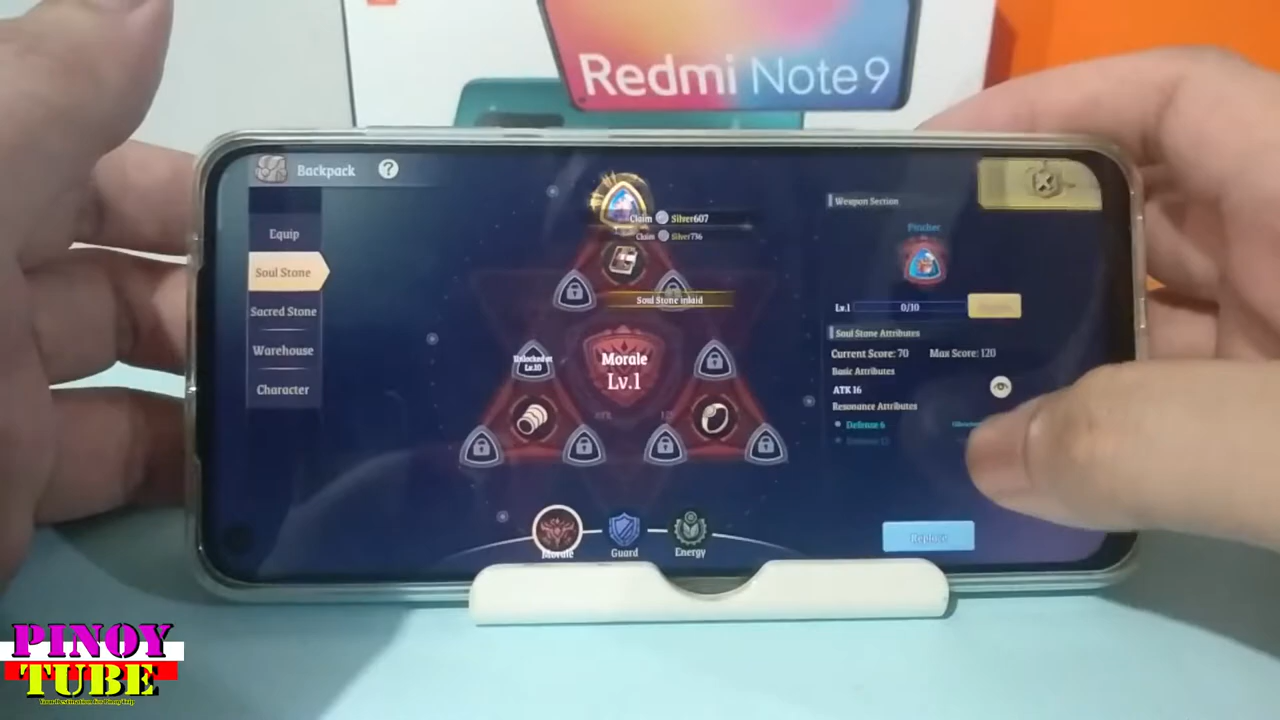 Redmi Note 9
Backpack ?
Equip
Soul Stone
Sacred Stone
Warehouse
Character
Claim Silver607
Claim Silver736
Soul Stone inlaid
Unlocked at
Lv.10
Morale
Lv.1
Morale
Guard
Energy
Weapon Section
Lv.1 0/10
Soul Stone Attributes
Current Score: 70 Max Score: 120
Basic Attributes
ATK 16
Resonance Attributes
Defense 6
Replace
PINOY
TUBE